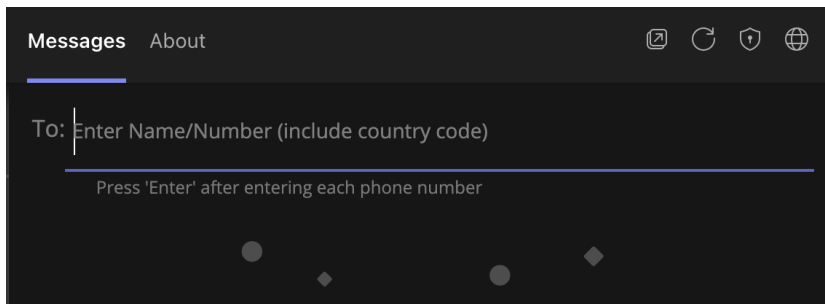 Messages About
To: Enter Name/Number (include country code)
Press 'Enter' after entering each phone number